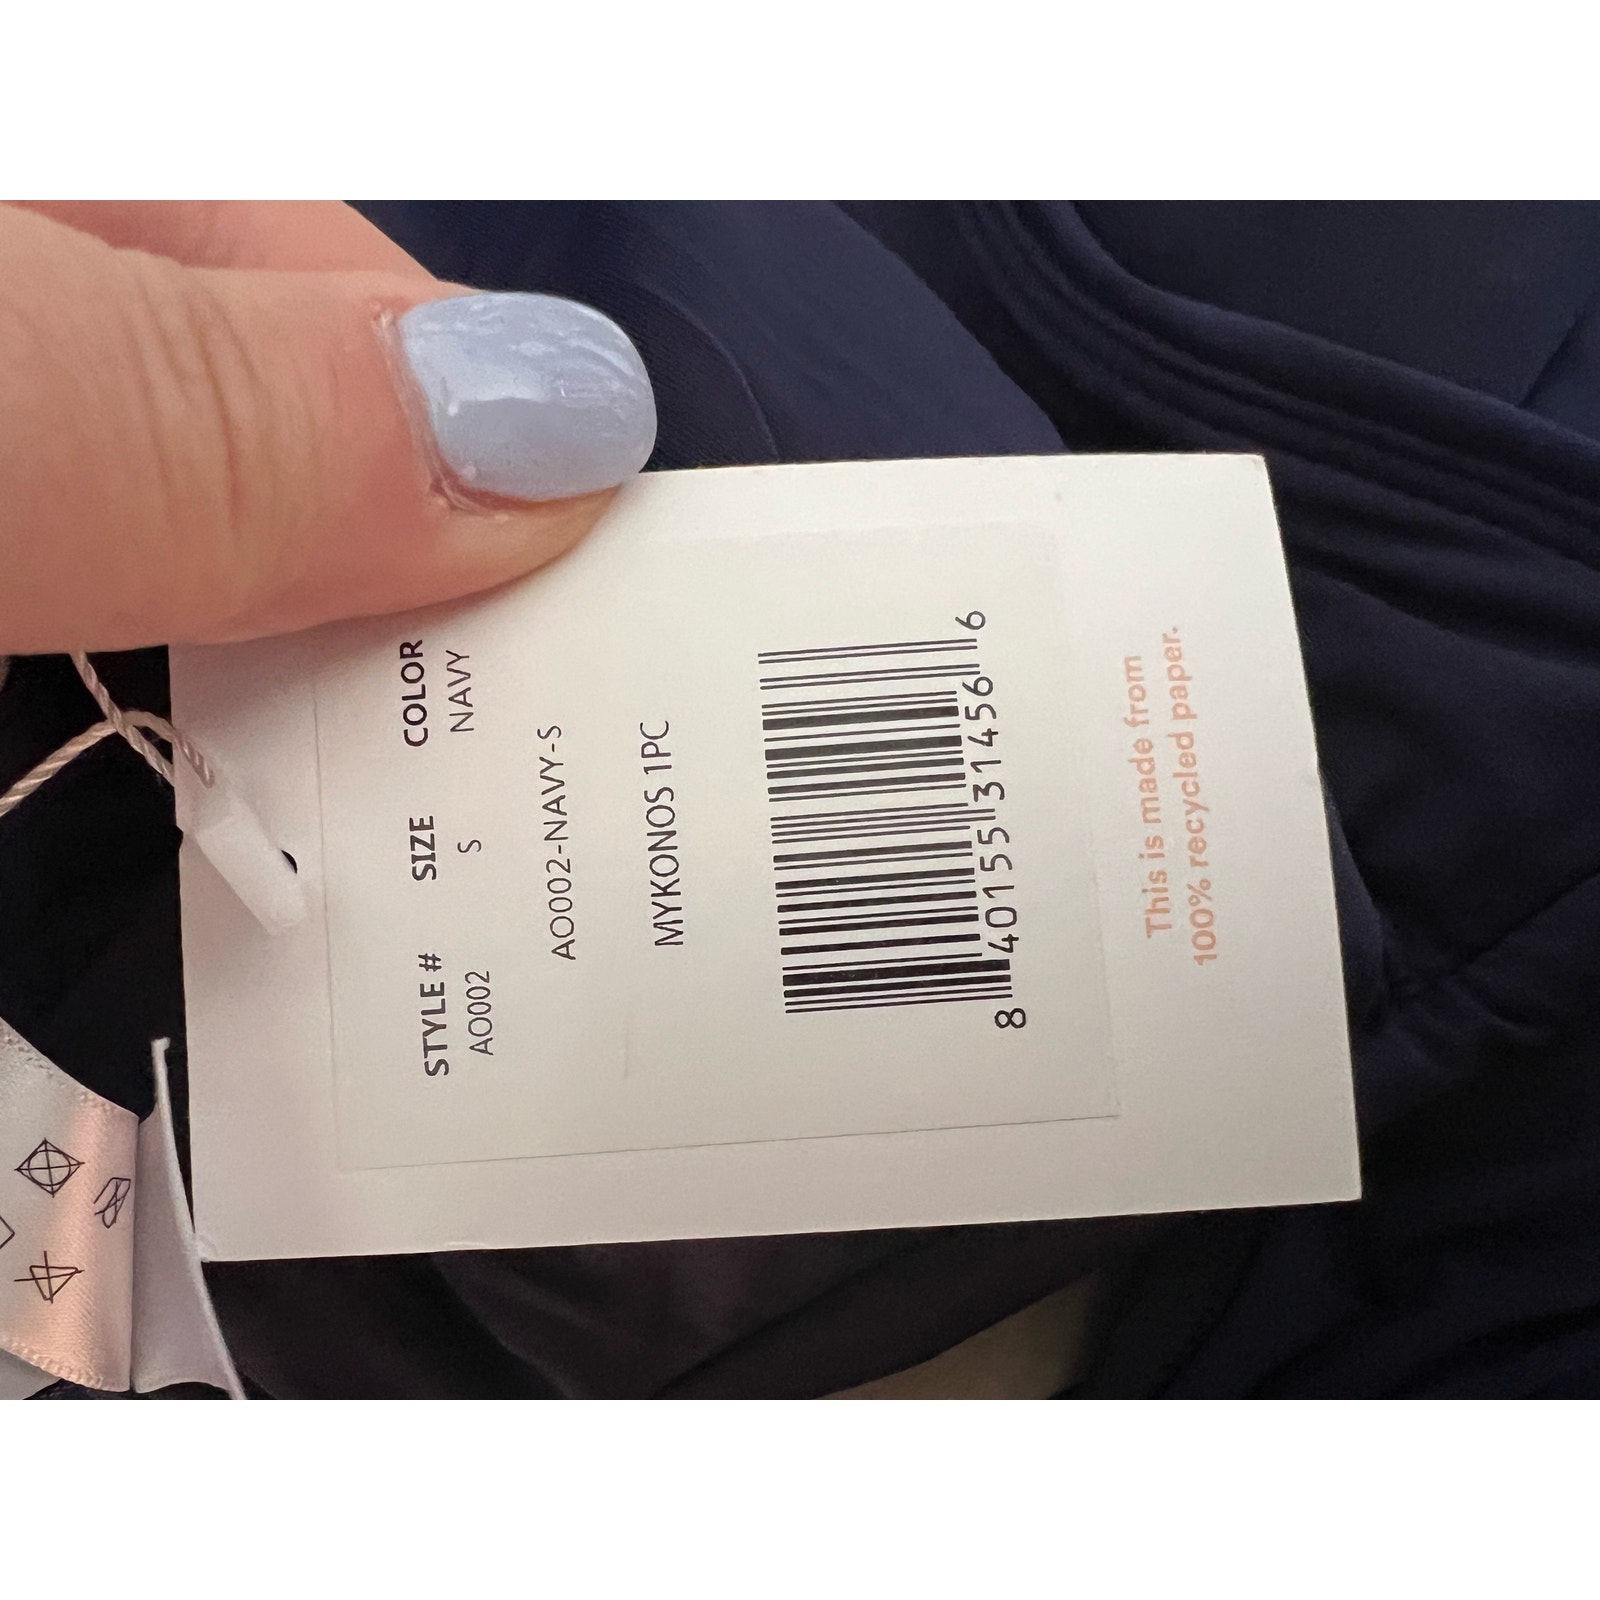 STYLE # SIZE COLOR
AO002 S NAVY
AO002-NAVY-S
MYKONOS 1PC
8 40155 31456 6
This is made from
100% recycled paper.